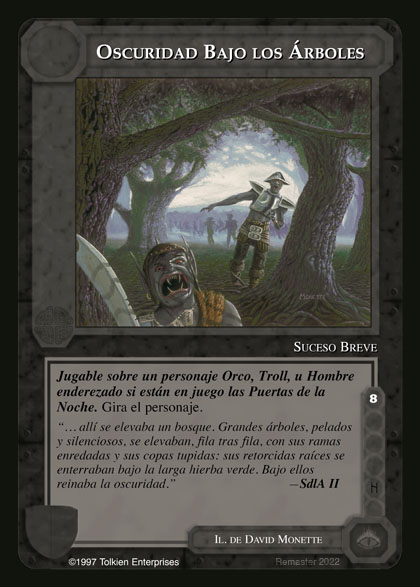 Oscuridad Bajo los Árboles
MONETTE
Suceso Breve
Jugable sobre un personaje Orco, Troll, u Hombre
enderezado si están en juego las Puertas de la
Noche. Gira el personaje.
8
“… allí se elevaba un bosque. Grandes árboles, pelados
y silenciosos, se elevaban, fila tras fila, con sus ramas
enredadas y sus copas tupidas: sus retorcidas raíces se
enterraban bajo la larga hierba verde. Bajo ellos
reinaba la oscuridad.” –SdlA II
H
Il. de David Monette
©1997 Tolkien Enterprises
Remaster 2022